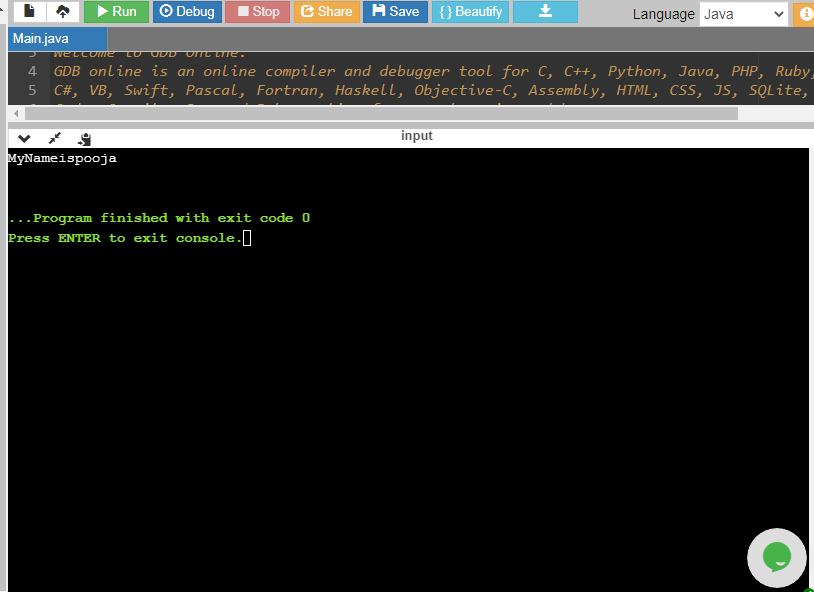 Run Debug Stop Share Save { } Beautify Language Java
Main.java
3 Welcome to GDB Online.
4 GDB online is an online compiler and debugger tool for C, C++, Python, Java, PHP, Ruby,
5 C#, VB, Swift, Pascal, Fortran, Haskell, Objective-C, Assembly, HTML, CSS, JS, SQLite,
input
MyNameispooja
...Program finished with exit code 0
Press ENTER to exit console.